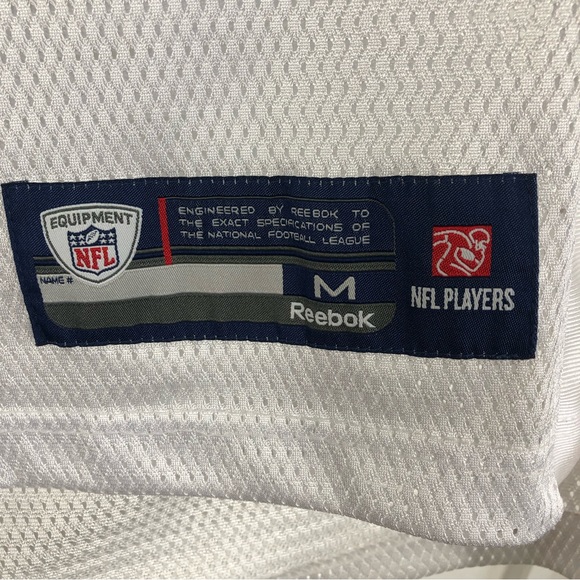 EQUIPMENT
NFL
NAME #
ENGINEERED BY REEBOK TO
THE EXACT SPECIFICATIONS OF
THE NATIONAL FOOTBALL LEAGUE
M
Reebok
NFL PLAYERS